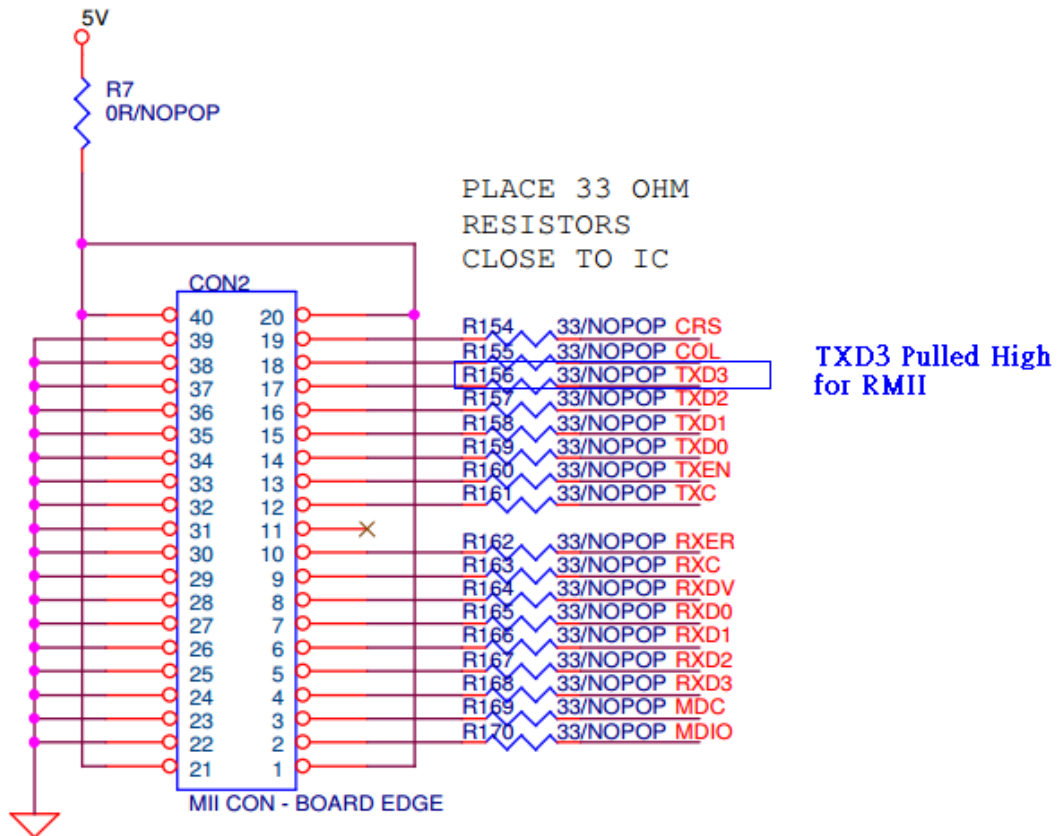 5V
R7
0R/NOPOP
PLACE 33 OHM
RESISTORS
CLOSE TO IC
CON2
40 20
39 19 R154 33/NOPOP CRS
38 18 R155 33/NOPOP COL
37 17 R156 33/NOPOP TXD3
36 16 R157 33/NOPOP TXD2
35 15 R158 33/NOPOP TXD1
34 14 R159 33/NOPOP TXD0
33 13 R160 33/NOPOP TXEN
32 12 R161 33/NOPOP TXC
31 11
30 10 R162 33/NOPOP RXER
29 9 R163 33/NOPOP RXC
28 8 R164 33/NOPOP RXDV
27 7 R165 33/NOPOP RXD0
26 6 R166 33/NOPOP RXD1
25 5 R167 33/NOPOP RXD2
24 4 R168 33/NOPOP RXD3
23 3 R169 33/NOPOP MDC
22 2 R170 33/NOPOP MDIO
21 1
MII CON - BOARD EDGE
TXD3 Pulled High
for RMII